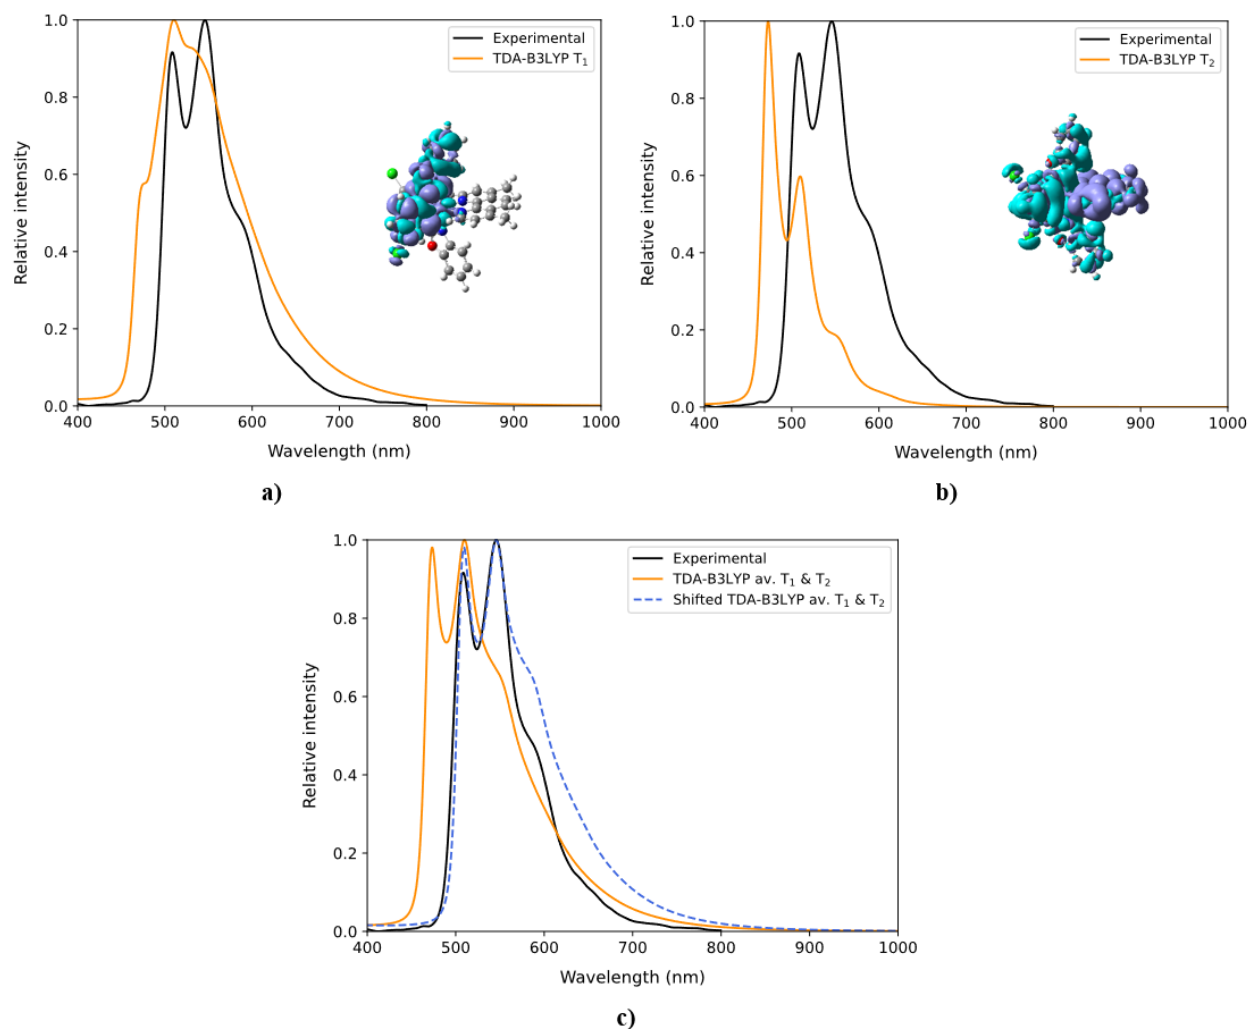 Experimental
TDA-B3LYP T₁
1.0
0.8
0.6
0.4
0.2
0.0
Relative intensity
400 500 600 700 800 900 1000
Wavelength (nm)
a)
Experimental
TDA-B3LYP T₂
1.0
0.8
0.6
0.4
0.2
0.0
Relative intensity
400 500 600 700 800 900 1000
Wavelength (nm)
b)
Experimental
TDA-B3LYP av. T₁ & T₂
Shifted TDA-B3LYP av. T₁ & T₂
1.0
0.8
0.6
0.4
0.2
0.0
Relative intensity
400 500 600 700 800 900 1000
Wavelength (nm)
c)